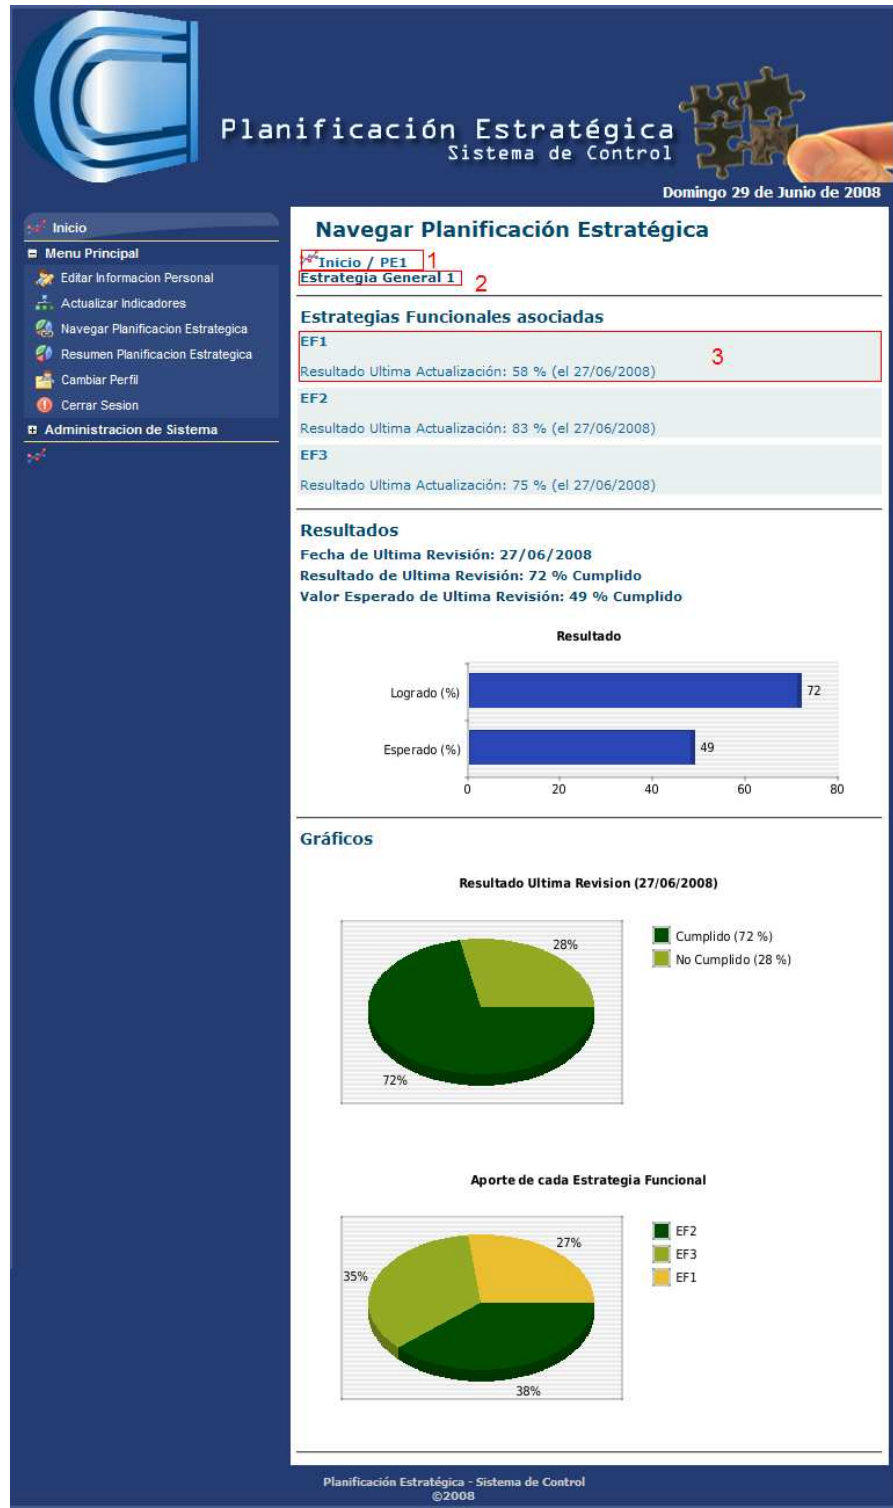 Planificación Estratégica
Sistema de Control
Domingo 29 de Junio de 2008
Inicio
Menu Principal
Editar Informacion Personal
Actualizar Indicadores
Navegar Planificacion Estrategica
Resumen Planificacion Estrategica
Cambiar Perfil
Cerrar Sesion
Administracion de Sistema
Navegar Planificación Estratégica
Inicio / PE1 1
Estrategia General 1 2
Estrategias Funcionales asociadas
EF1
3
Resultado Ultima Actualización: 58 % (el 27/06/2008)
EF2
Resultado Ultima Actualización: 83 % (el 27/06/2008)
EF3
Resultado Ultima Actualización: 75 % (el 27/06/2008)
Resultados
Fecha de Ultima Revisión: 27/06/2008
Resultado de Ultima Revisión: 72 % Cumplido
Valor Esperado de Ultima Revisión: 49 % Cumplido
Resultado
Logrado (%) 72
Esperado (%) 49
0 20 40 60 80
Gráficos
Resultado Ultima Revision (27/06/2008)
28%
72%
Cumplido (72 %)
No Cumplido (28 %)
Aporte de cada Estrategia Funcional
27%
35%
38%
EF2
EF3
EF1
Planificación Estratégica - Sistema de Control
©2008